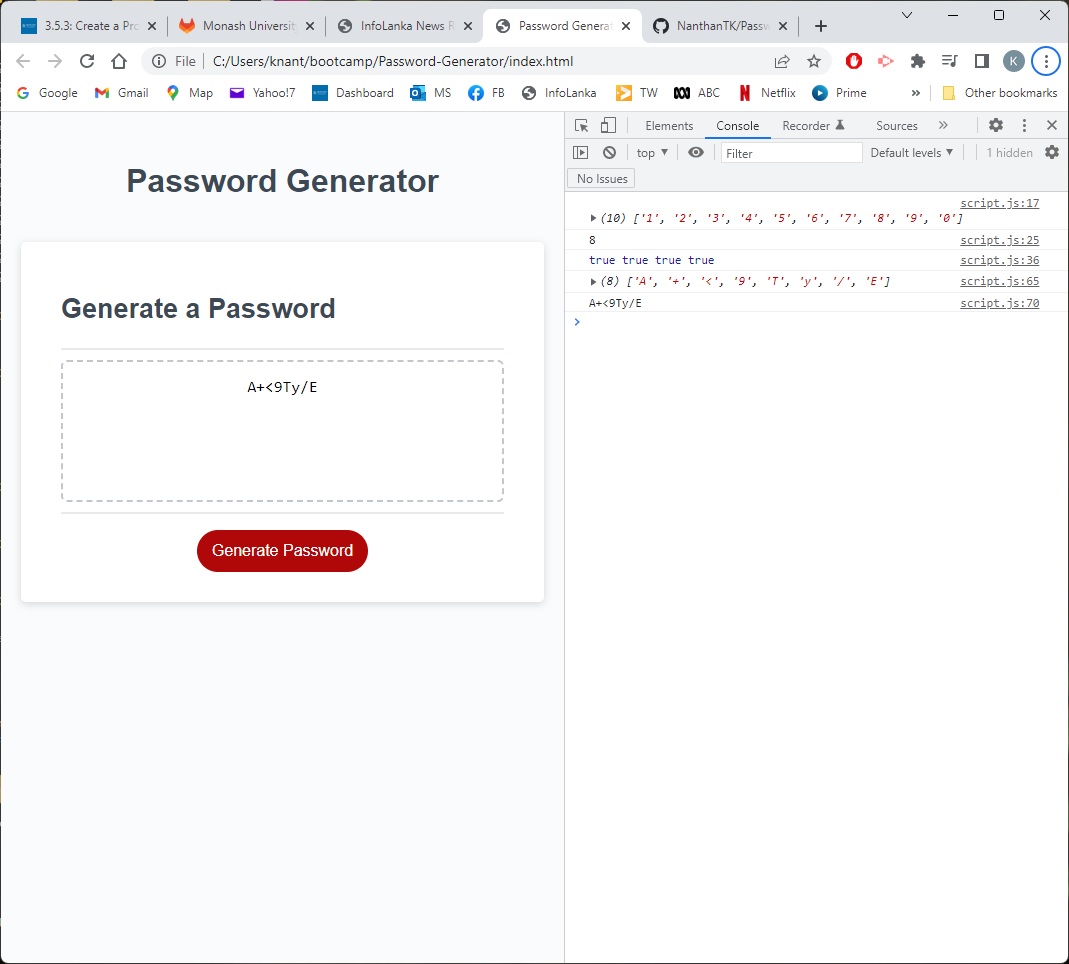 3.5.3: Create a Pro
Monash University
InfoLanka News R
Password Generat
NanthanTK/Passw
File
C:/Users/knant/bootcamp/Password-Generator/index.html
K
Google
Gmail
Map
Yahoo!7
Dashboard
MS
FB
InfoLanka
TW
ABC
Netflix
Prime
»
Other bookmarks
Elements
Console
Recorder
Sources
»
top
Filter
Default levels
1 hidden
No Issues
script.js:17
(10) ['1', '2', '3', '4', '5', '6', '7', '8', '9', '0']
8 script.js:25
true true true true script.js:36
(8) ['A', '+', '<', '9', 'T', 'y', '/', 'E'] script.js:65
A+<9Ty/E script.js:70
Password Generator
Generate a Password
A+<9Ty/E
Generate Password